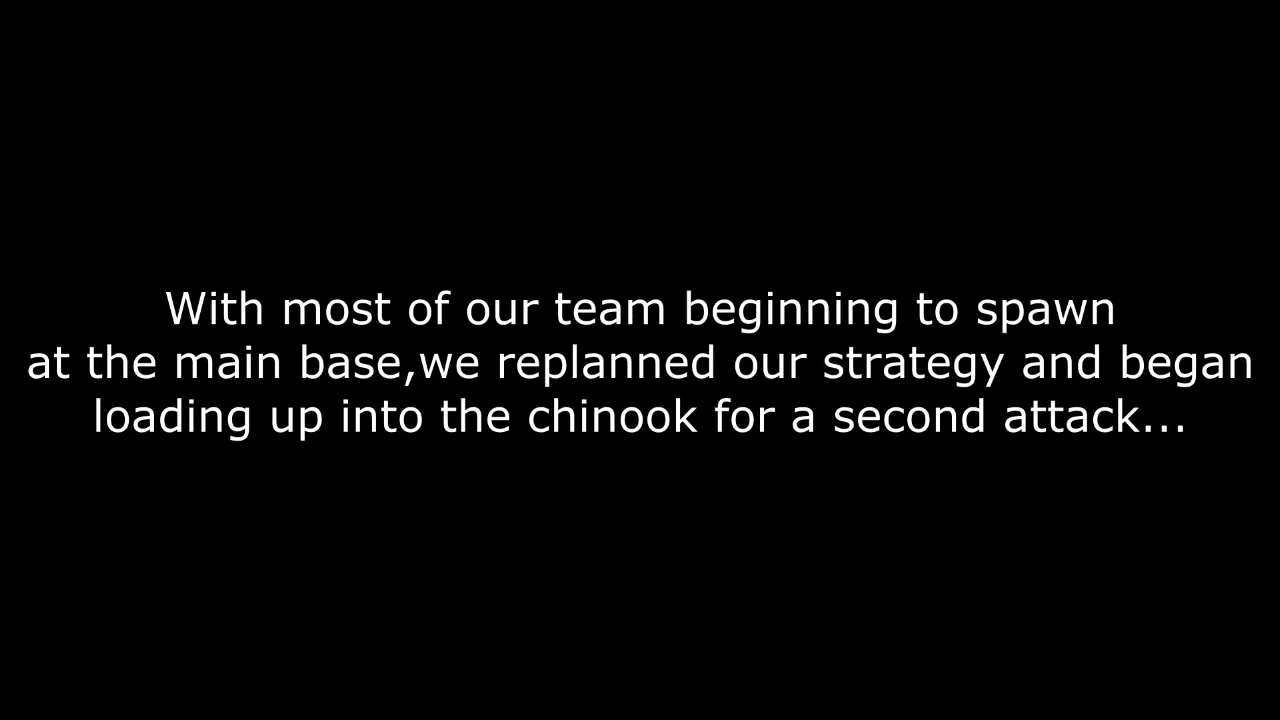 With most of our team beginning to spawn
at the main base,we replanned our strategy and began
loading up into the chinook for a second attack...